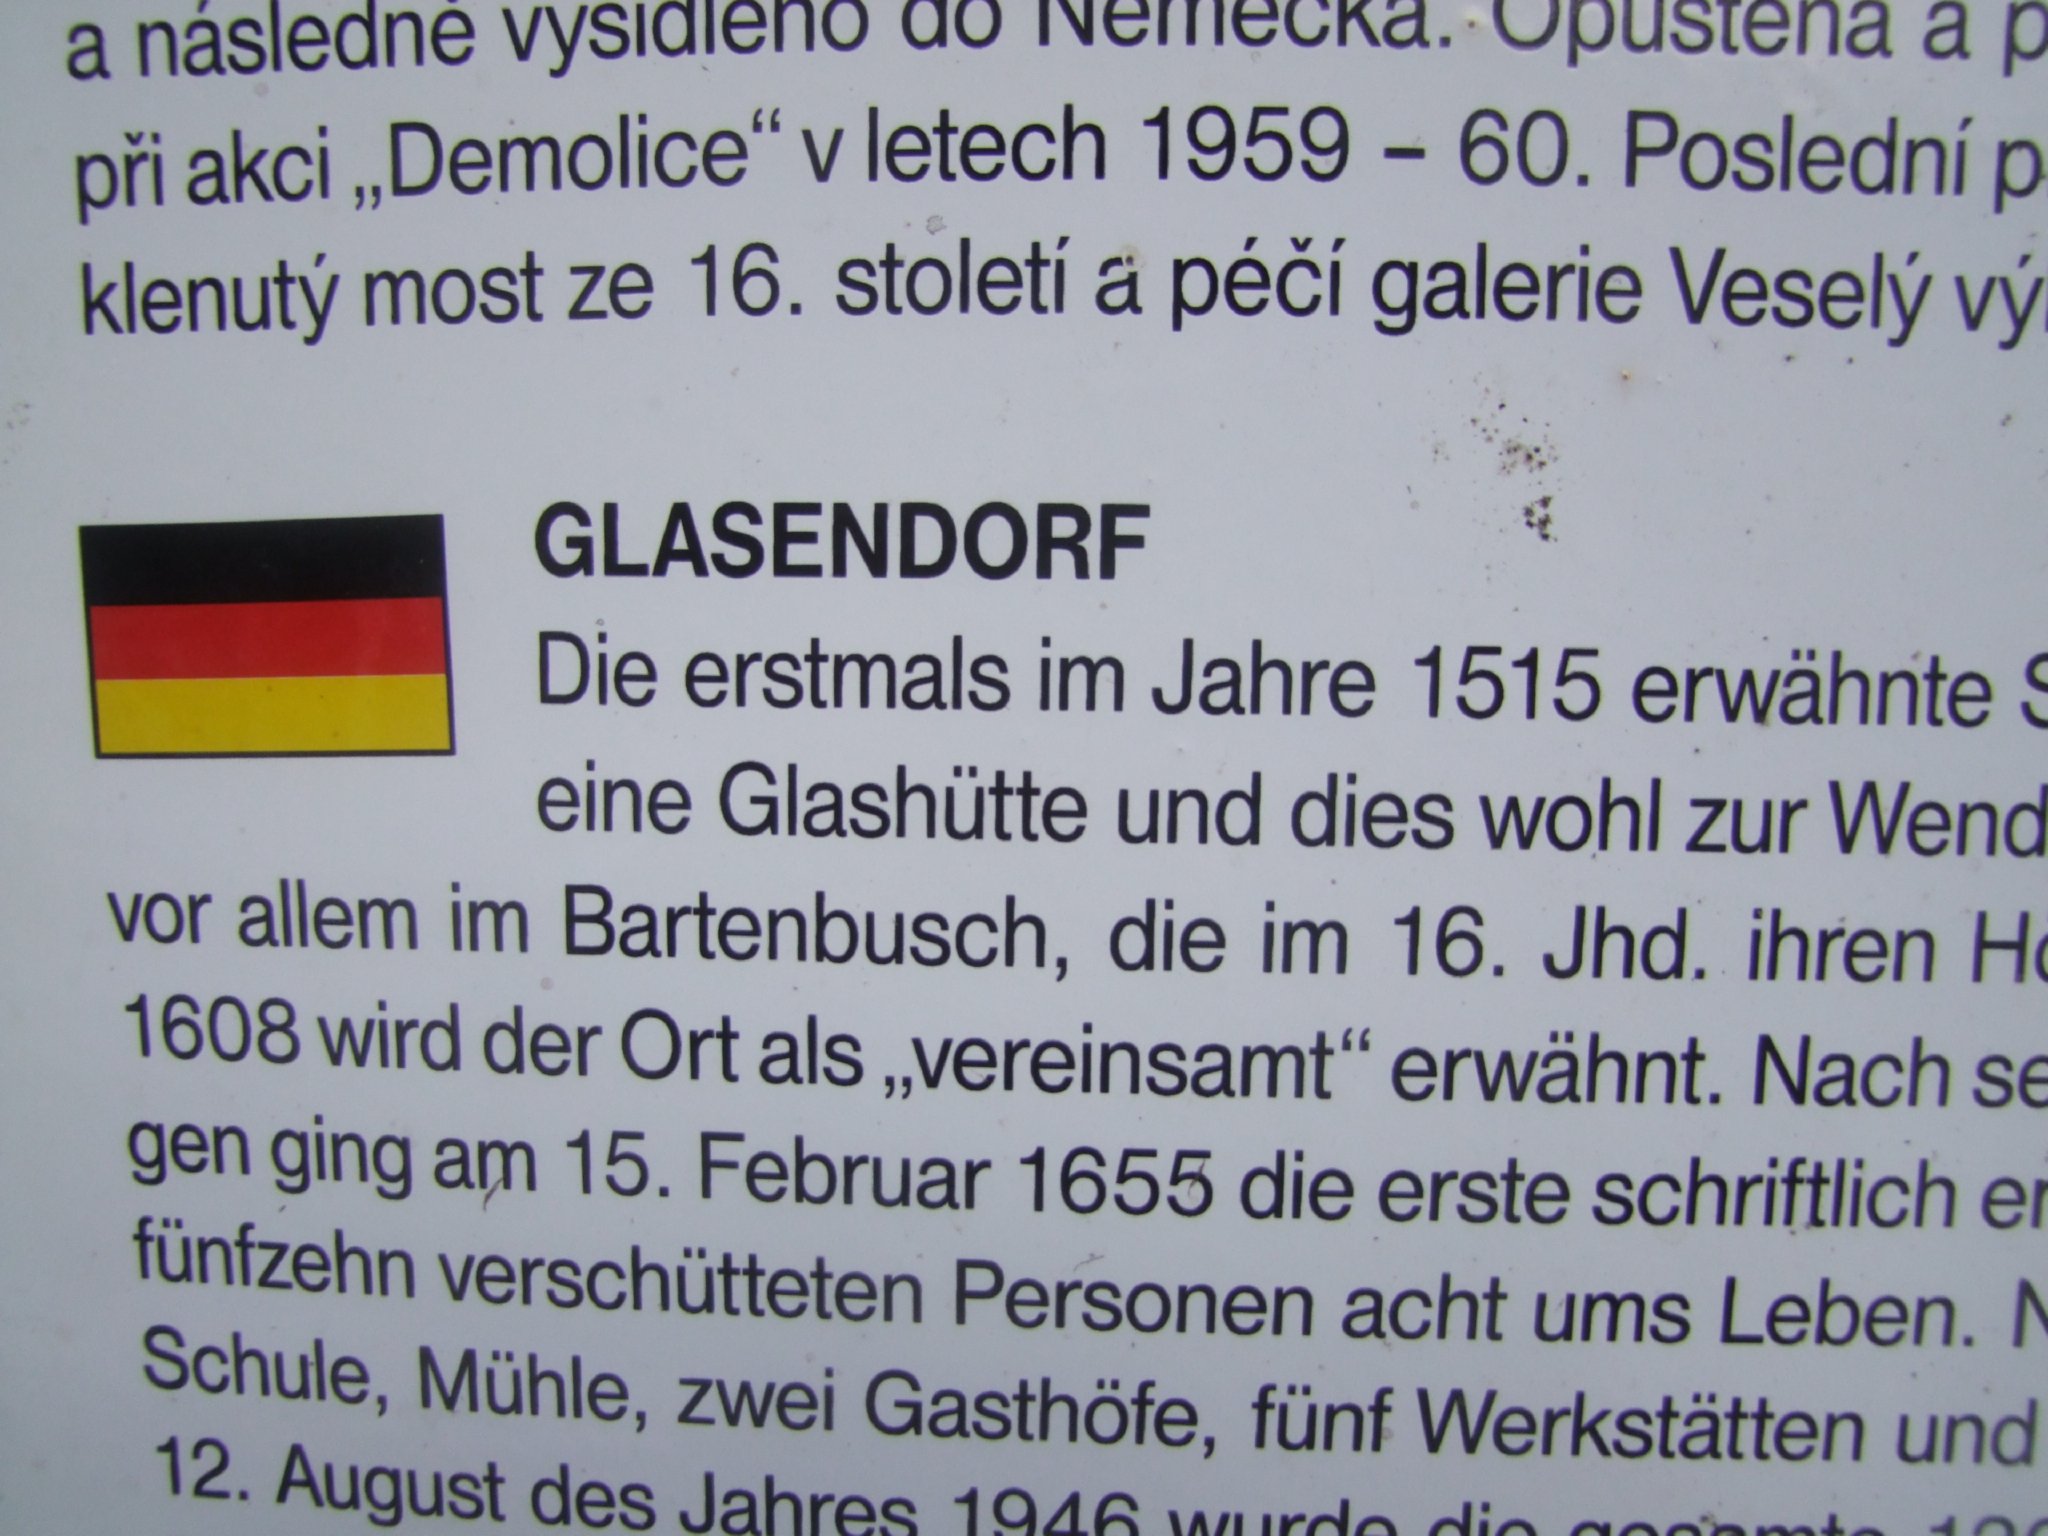 a následně vysídleno do Německa. Opuštěná a
při akci „Demolice“ v letech 1959 – 60. Poslední
klenutý most ze 16. století a péčí galerie Veselý
GLASENDORF
Die erstmals im Jahre 1515 erwähnte
eine Glashütte und dies wohl zur
vor allem im Bartenbusch, die im 16. Jhd. ihren
1608 wird der Ort als „vereinsamt“ erwähnt. Nach
gen ging am 15. Februar 1655 die erste schriftlich
fünfzehn verschütteten Personen acht ums Leben.
Schule, Mühle, zwei Gasthöfe, fünf Werkstätten und
12. August des Jahres 1946 wurde die gesamte